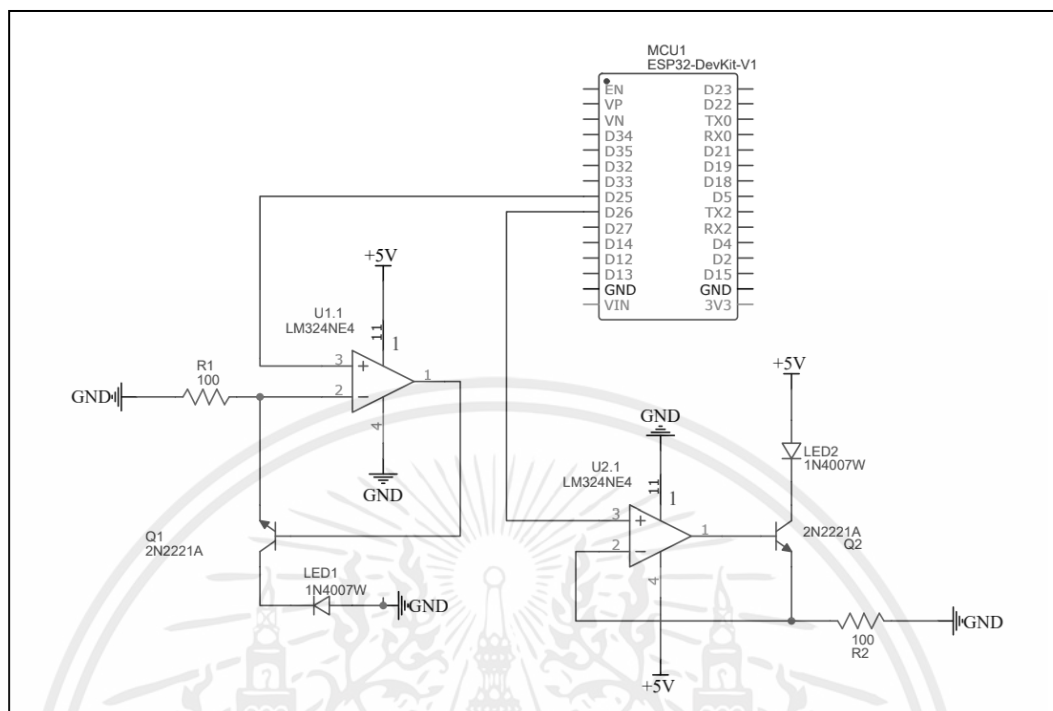 MCU1
ESP32-DevKit-V1
EN D23
VP D22
VN TX0
D34 RX0
D35 D21
D32 D19
D33 D18
D25 D5
D26 TX2
D27 RX2
D14 D4
D12 D2
D13 D15
GND GND
VIN 3V3
+5V
U1.1
LM324NE4
11
1
R1
100
GND
3
2
1
4
GND
Q1
2N2221A
LED1
1N4007W
GND
GND
U2.1
LM324NE4
11
1
3
2
1
4
+5V
+5V
LED2
1N4007W
2N2221A
Q2
100
R2
GND